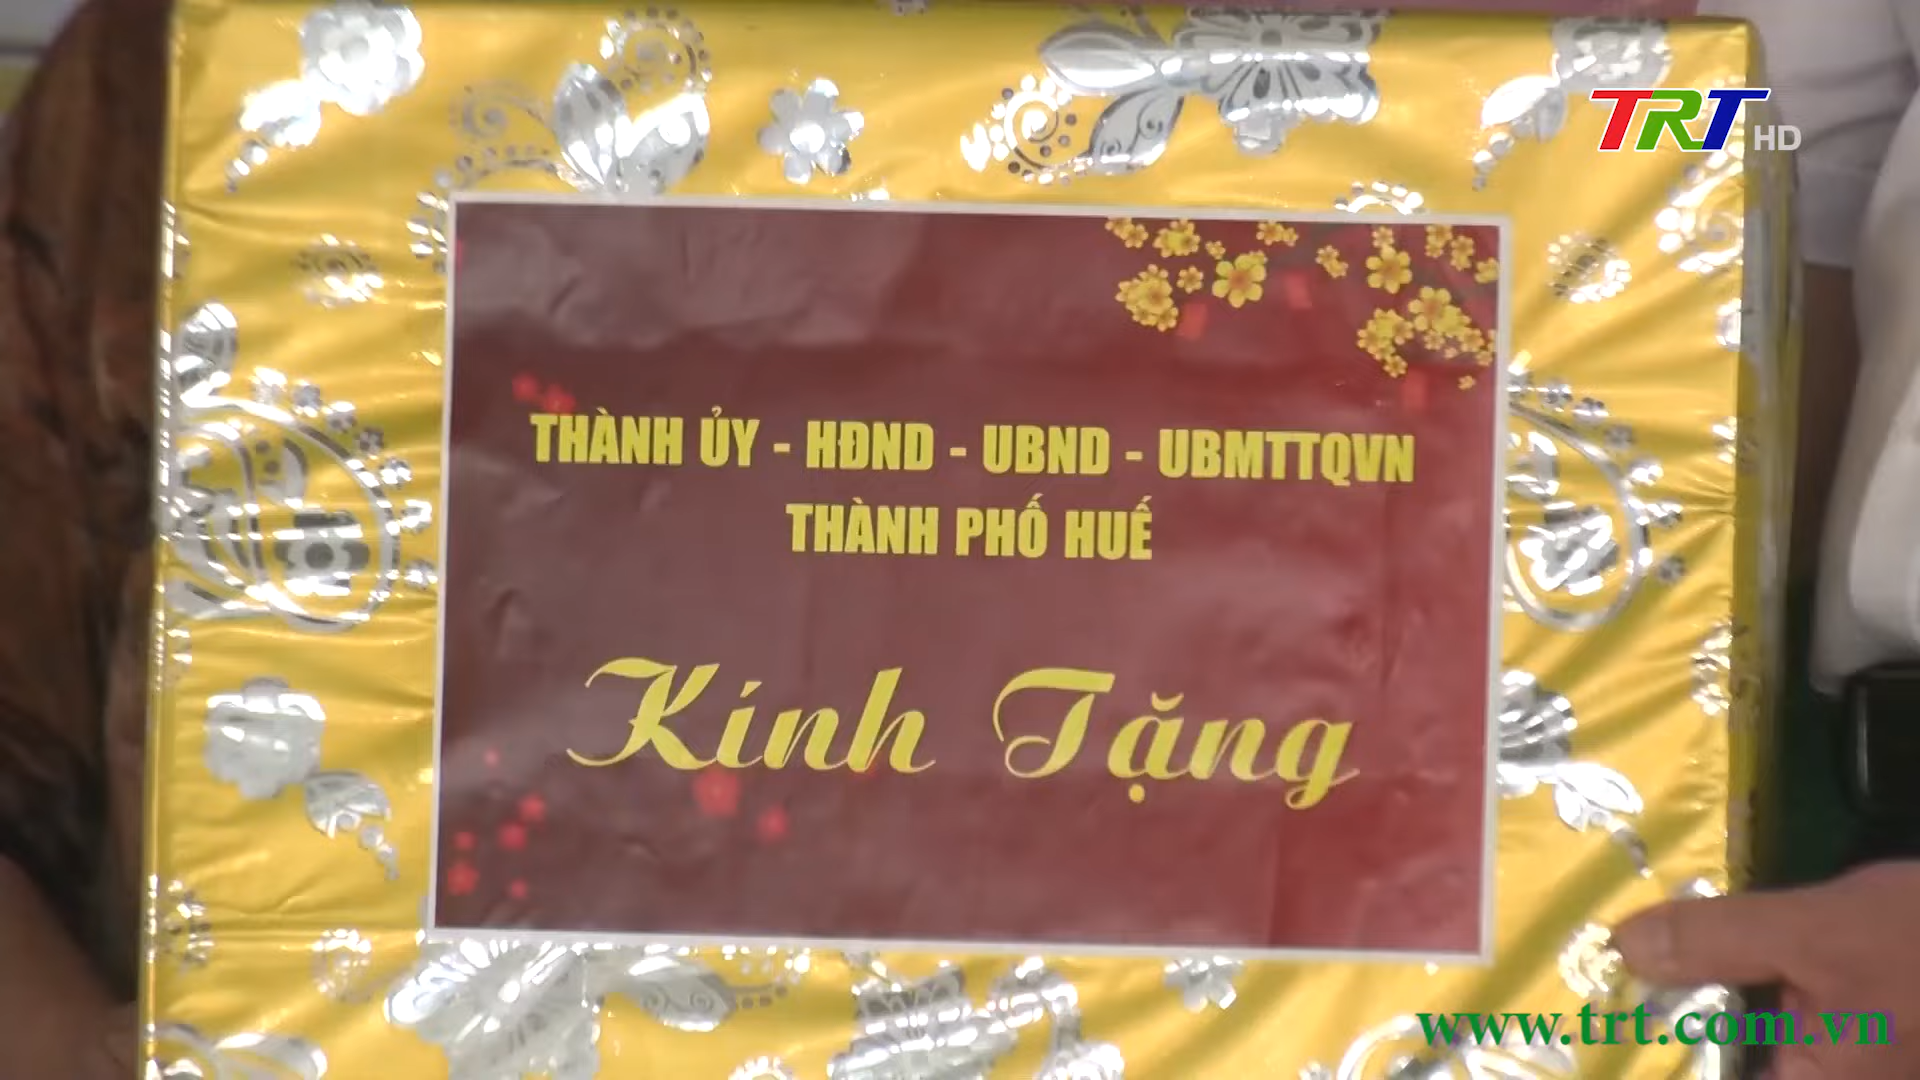 TRT HD
THÀNH ỦY - HĐND - UBND - UBMTTQVN
THÀNH PHỐ HUẾ
Kính Tặng
www.trt.com.vn